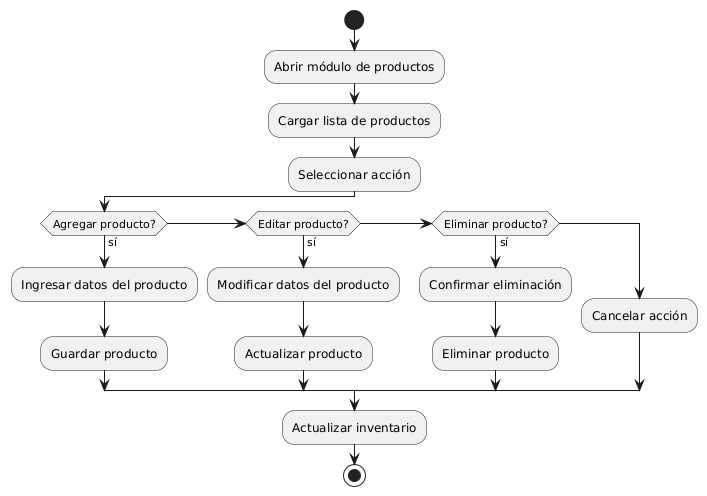 Abrir módulo de productos
Cargar lista de productos
Seleccionar acción
Agregar producto?
sí
Editar producto?
sí
Eliminar producto?
sí
Ingresar datos del producto
Modificar datos del producto
Confirmar eliminación
Cancelar acción
Guardar producto
Actualizar producto
Eliminar producto
Actualizar inventario